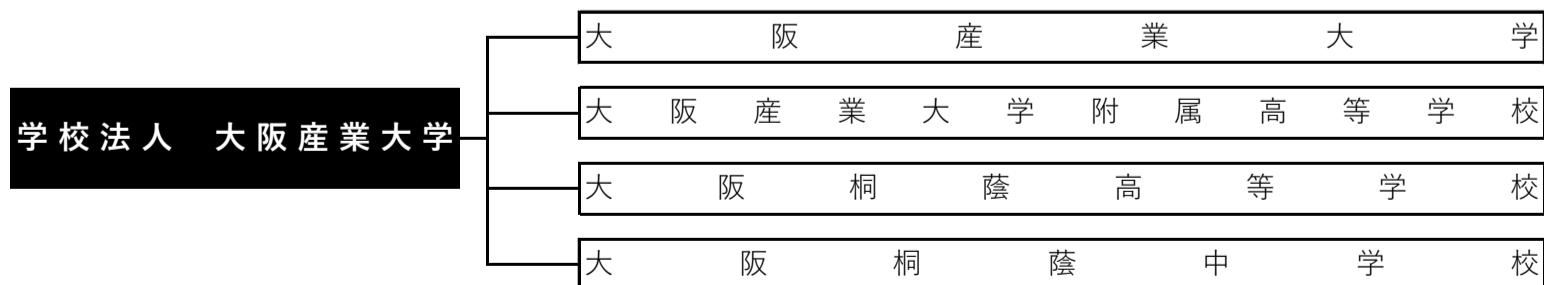 学校法人　大阪産業大学
大阪産業大学
大阪産業大学附属高等学校
大阪桐蔭高等学校
大阪桐蔭中学校